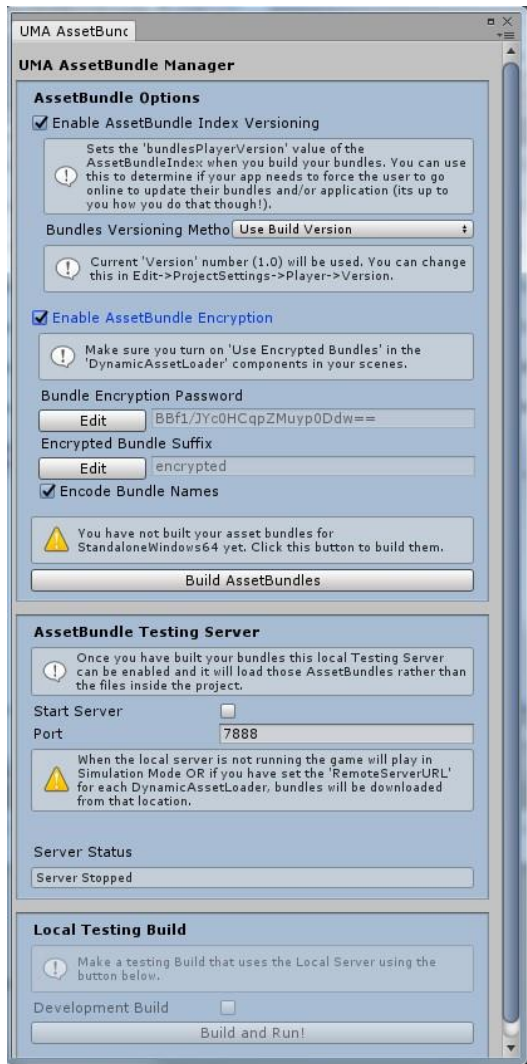 UMA AssetBunc
UMA AssetBundle Manager
AssetBundle Options
Enable AssetBundle Index Versioning
Sets the 'bundlesPlayerVersion' value of the
AssetBundleIndex when you build your bundles. You can use
this to determine if your app needs to force the user to go
online to update their bundles and/or application (its up to
you how you do that though!).
Bundles Versioning Metho Use Build Version
Current 'Version' number (1.0) will be used. You can change
this in Edit->ProjectSettings->Player->Version.
Enable AssetBundle Encryption
Make sure you turn on 'Use Encrypted Bundles' in the
'DynamicAssetLoader' components in your scenes.
Bundle Encryption Password
Edit BBf1/JYc0HCqpZMuyp0Ddw==
Encrypted Bundle Suffix
Edit encrypted
Encode Bundle Names
You have not built your asset bundles for
StandaloneWindows64 yet. Click this button to build them.
Build AssetBundles
AssetBundle Testing Server
Once you have built your bundles this local Testing Server
can be enabled and it will load those AssetBundles rather than
the files inside the project.
Start Server
Port 7888
When the local server is not running the game will play in
Simulation Mode OR if you have set the 'RemoteServerURL'
for each DynamicAssetLoader, bundles will be downloaded
from that location.
Server Status
Server Stopped
Local Testing Build
Make a testing Build that uses the Local Server using the
button below.
Development Build
Build and Run!